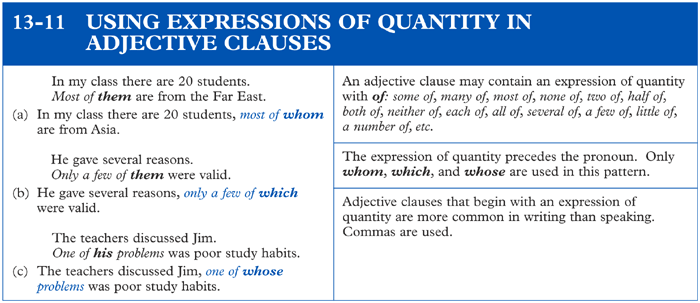 13-11 USING EXPRESSIONS OF QUANTITY IN
ADJECTIVE CLAUSES
In my class there are 20 students.
Most of them are from the Far East.
(a) In my class there are 20 students, most of whom
are from Asia.
He gave several reasons.
Only a few of them were valid.
(b) He gave several reasons, only a few of which
were valid.
The teachers discussed Jim.
One of his problems was poor study habits.
(c) The teachers discussed Jim, one of whose
problems was poor study habits.
An adjective clause may contain an expression of quantity
with of: some of, many of, most of, none of, two of, half of,
both of, neither of, each of, all of, several of, a few of, little of,
a number of, etc.
The expression of quantity precedes the pronoun. Only
whom, which, and whose are used in this pattern.
Adjective clauses that begin with an expression of
quantity are more common in writing than speaking.
Commas are used.